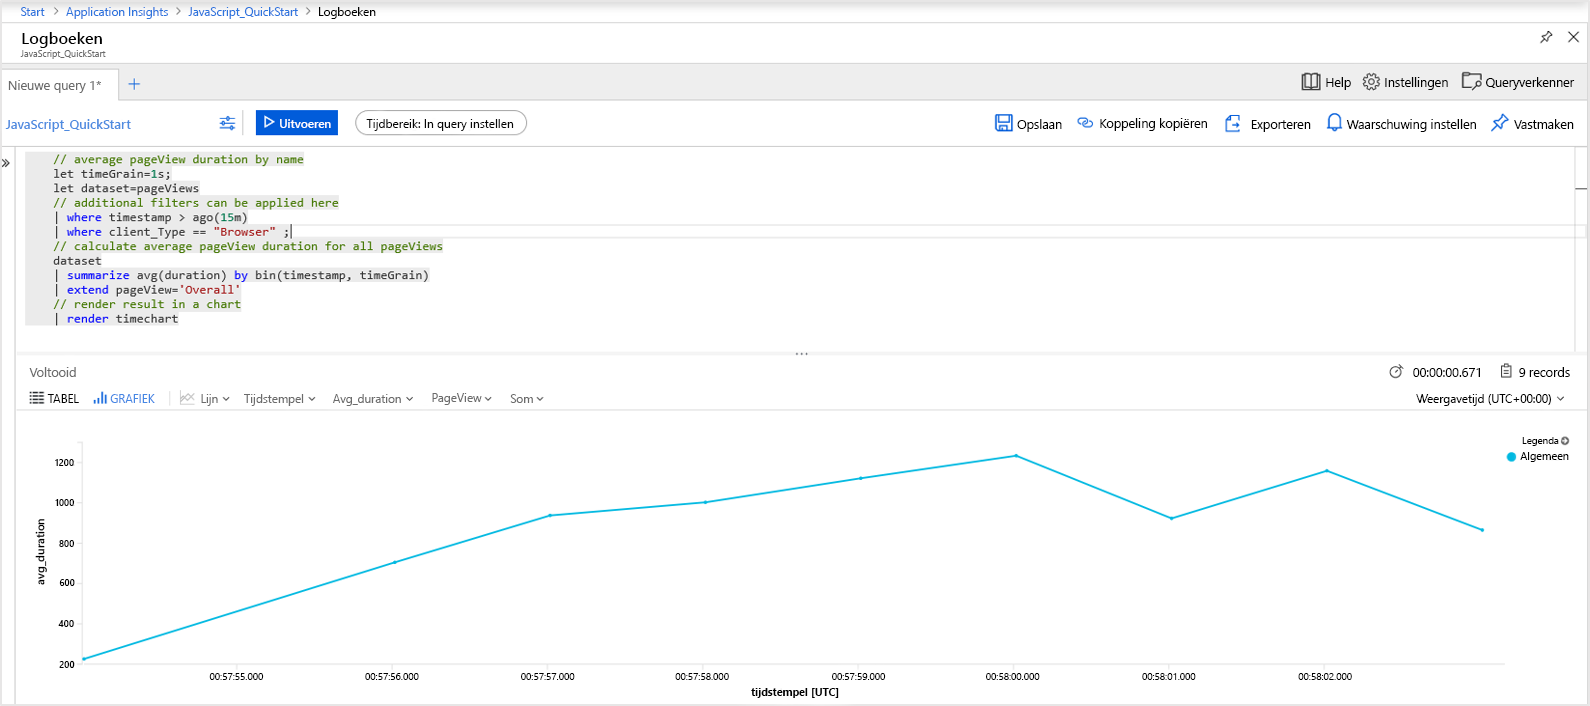 Start > Application Insights > JavaScript_QuickStart > Logboeken
Logboeken
JavaScript_QuickStart
Nieuwe query 1* +
Help Instellingen Queryverkenner
JavaScript_QuickStart Uitvoeren Tijdbereik: In query instellen Opslaan Koppeling kopiëren Exporteren Waarschuwing instellen Vastmaken
// average pageView duration by name
let timeGrain=1s;
let dataset=pageViews
// additional filters can be applied here
| where timestamp > ago(15m)
| where client_Type == "Browser" ;
// calculate average pageView duration for all pageViews
dataset
| summarize avg(duration) by bin(timestamp, timeGrain)
| extend pageView='Overall'
// render result in a chart
| render timechart
...
Voltooid 00:00:00.671 9 records
TABEL GRAFIEK Lijn Tijdstempel Avg_duration PageView Som Weergavetijd (UTC+00:00)
Legenda
Algemeen
avg_duration
1200
1000
800
600
400
200
00:57:55.000 00:57:56.000 00:57:57.000 00:57:58.000 00:57:59.000 00:58:00.000 00:58:01.000 00:58:02.000
tijdstempel [UTC]